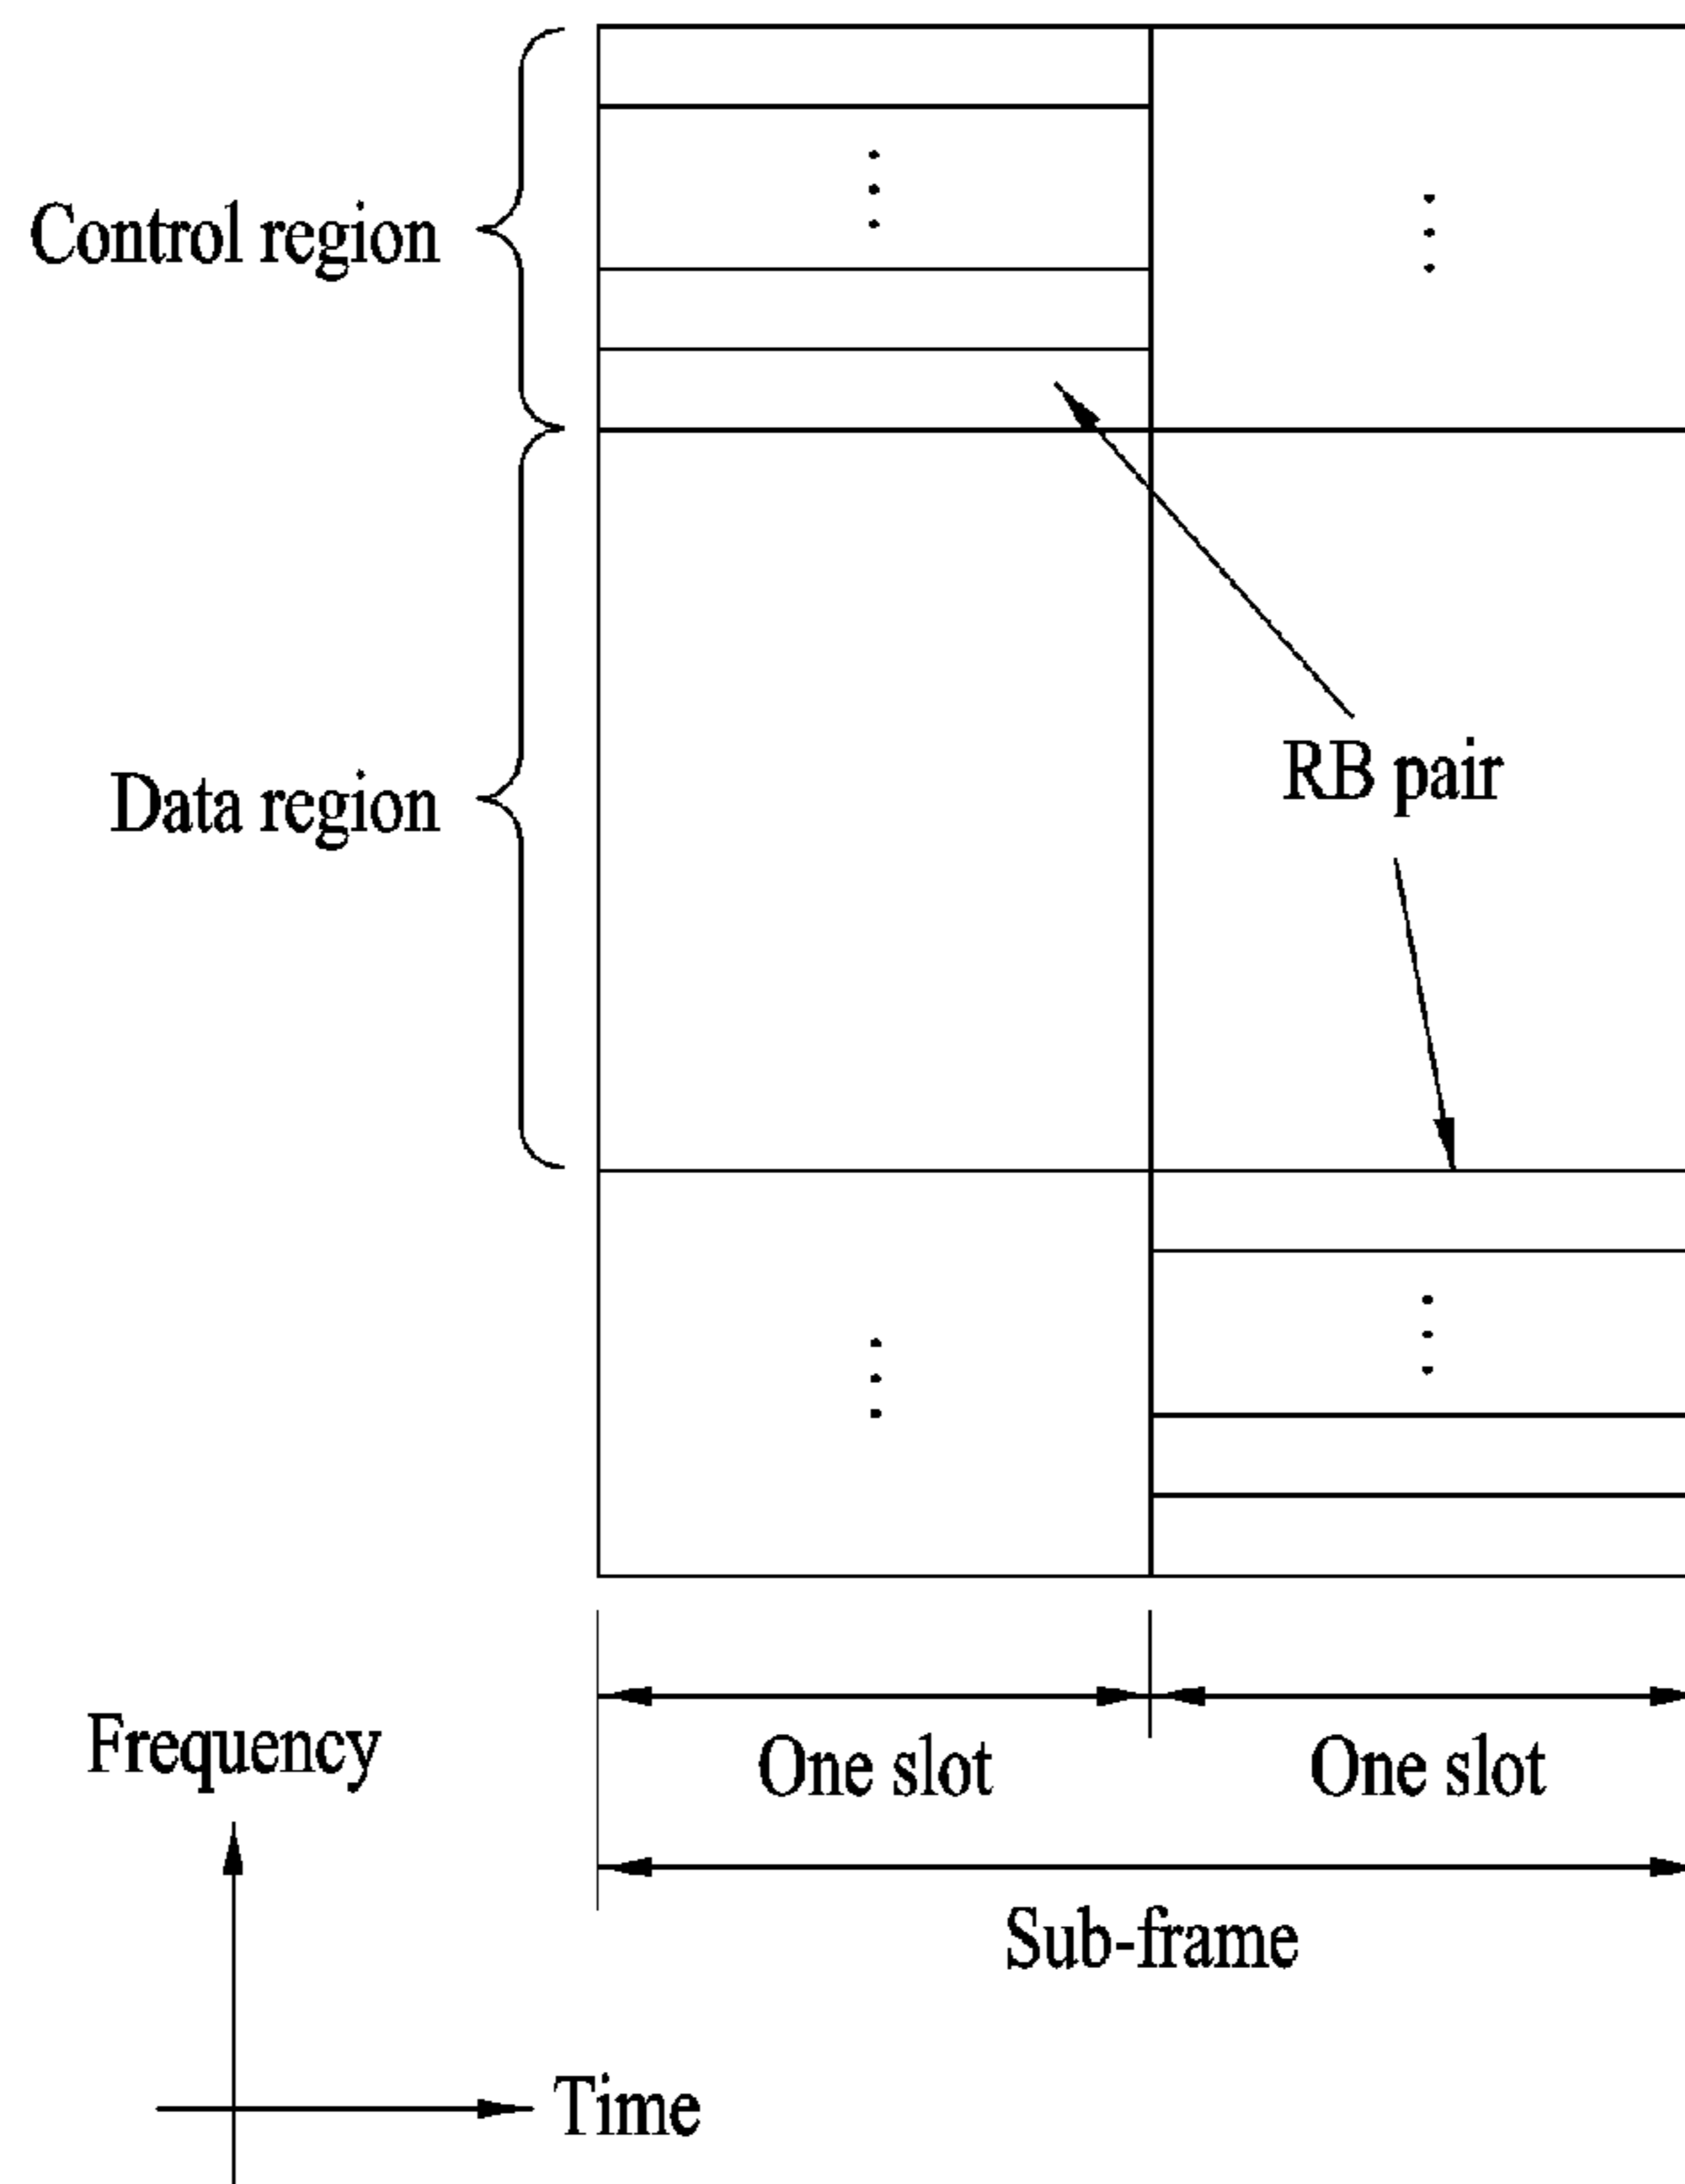 Control region
Data region
RB pair
One slot
One slot
Frequency
Sub-frame
Time